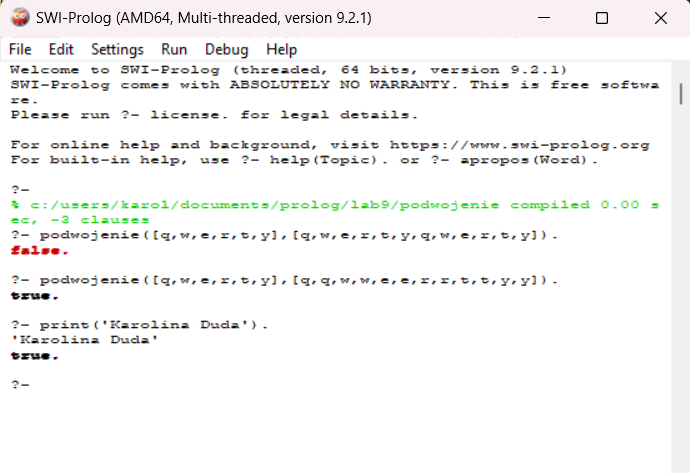 SWI-Prolog (AMD64, Multi-threaded, version 9.2.1)
File Edit Settings Run Debug Help
Welcome to SWI-Prolog (threaded, 64 bits, version 9.2.1)
SWI-Prolog comes with ABSOLUTELY NO WARRANTY. This is free softwa
re.
Please run ?- license. for legal details.
For online help and background, visit https://www.swi-prolog.org
For built-in help, use ?- help(Topic). or ?- apropos(Word).
?-
% c:/users/karol/documents/prolog/lab9/podwojenie compiled 0.00 s
ec, -3 clauses
?- podwojenie([q,w,e,r,t,y],[q,w,e,r,t,y,q,w,e,r,t,y]).
false.
?- podwojenie([q,w,e,r,t,y],[q,q,w,w,e,e,r,r,t,t,y,y]).
true.
?- print('Karolina Duda').
'Karolina Duda'
true.
?-